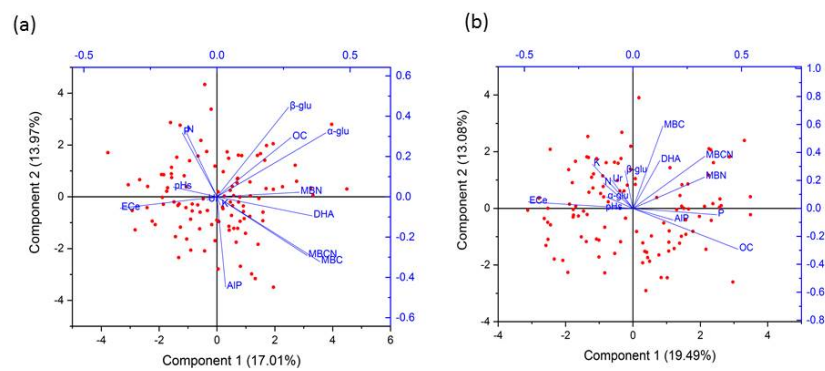 (a)
-0.5 0.0 0.5
4
2
0
-2
-4
Component 2 (13.97%)
0.6
0.4
0.2
0.0
-0.2
-0.4
-0.6
β-glu
OC
α-glu
pHs
MBN
ECe
DHA
MBCN
MBC
AlP
-4 -2 0 2 4 6
Component 1 (17.01%)
(b)
-0.5 0.0 0.5
4
2
0
-2
-4
Component 2 (13.08%)
1.0
0.8
0.6
0.4
0.2
0.0
-0.2
-0.4
-0.6
-0.8
MBC
DHA
MBCN
K
β-glu
MBN
N
Ur
α-glu
ECe
pHs
P
AlP
OC
-4 -2 0 2 4
Component 1 (19.49%)